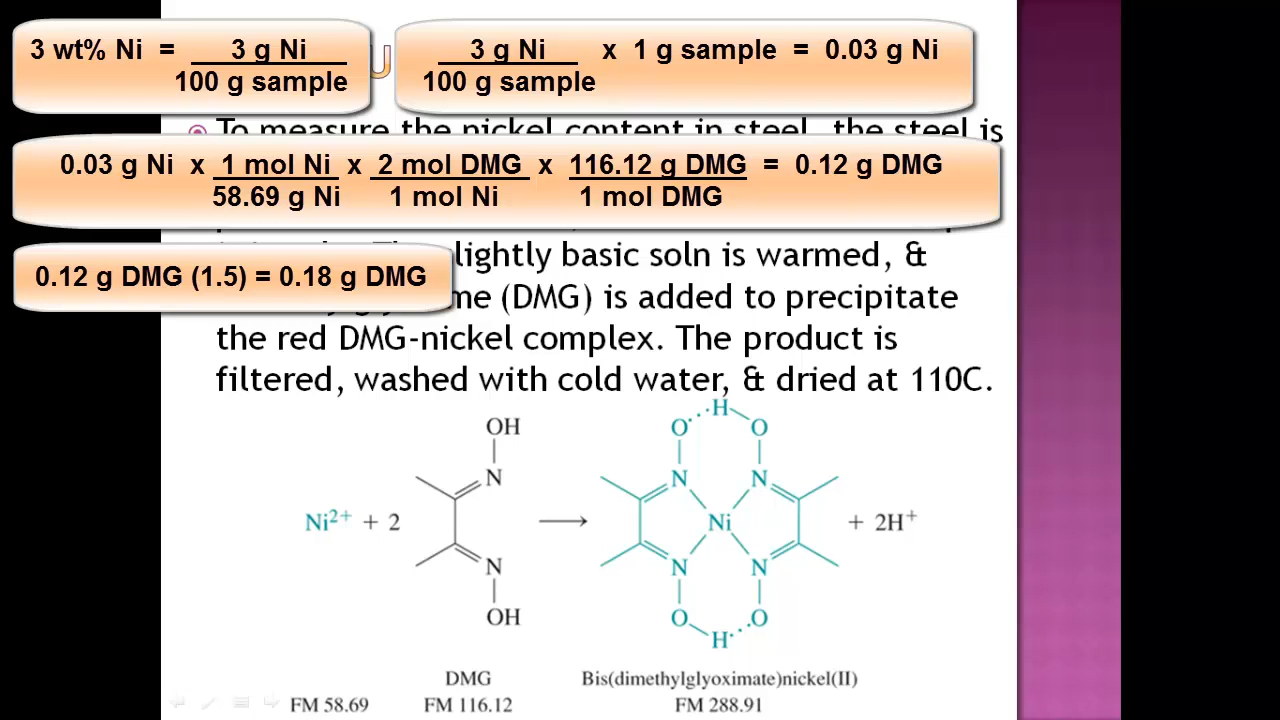 3 wt% Ni = 3 g Ni
100 g sample
3 g Ni x 1 g sample = 0.03 g Ni
100 g sample
U
To measure the nickel content in steel, the steel is
0.03 g Ni x 1 mol Ni x 2 mol DMG x 116.12 g DMG = 0.12 g DMG
58.69 g Ni 1 mol Ni 1 mol DMG
lightly basic soln is warmed, &
0.12 g DMG (1.5) = 0.18 g DMG
me (DMG) is added to precipitate
the red DMG-nickel complex. The product is
filtered, washed with cold water, & dried at 110C.
O H O
OH
N N N
Ni2+ + 2 Ni + 2H+
N N N
OH O O
H
DMG Bis(dimethylglyoximate)nickel(II)
FM 58.69 FM 116.12 FM 288.91